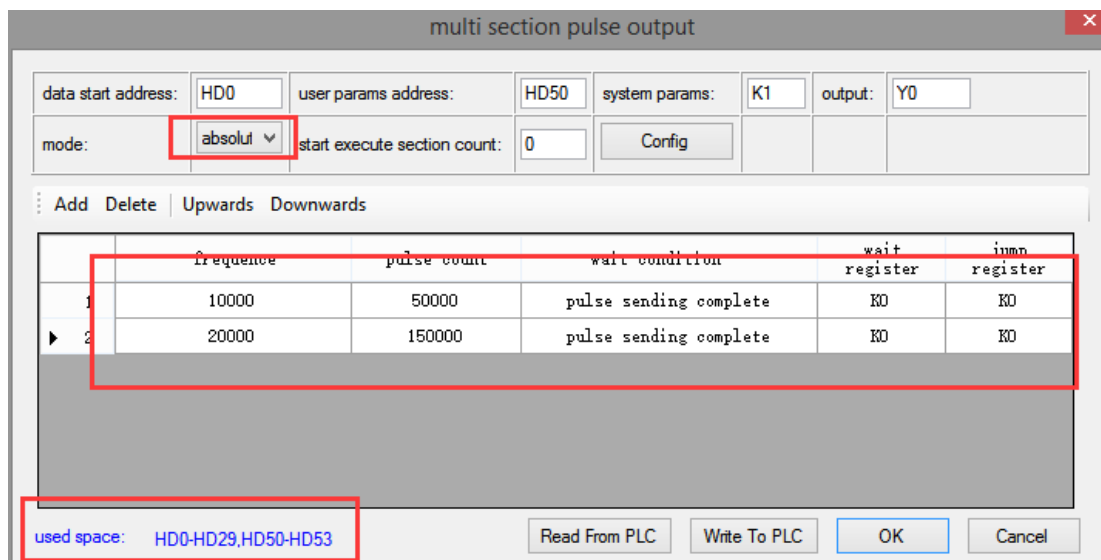 multi section pulse output
data start address: HD0 user params address: HD50 system params: K1 output: Y0
mode: absolut start execute section count: 0 Config
Add Delete Upwards Downwards
frequence pulse count wait condition wait register jump register
1 10000 50000 pulse sending complete K0 K0
2 20000 150000 pulse sending complete K0 K0
used space: HD0-HD29,HD50-HD53 Read From PLC Write To PLC OK Cancel